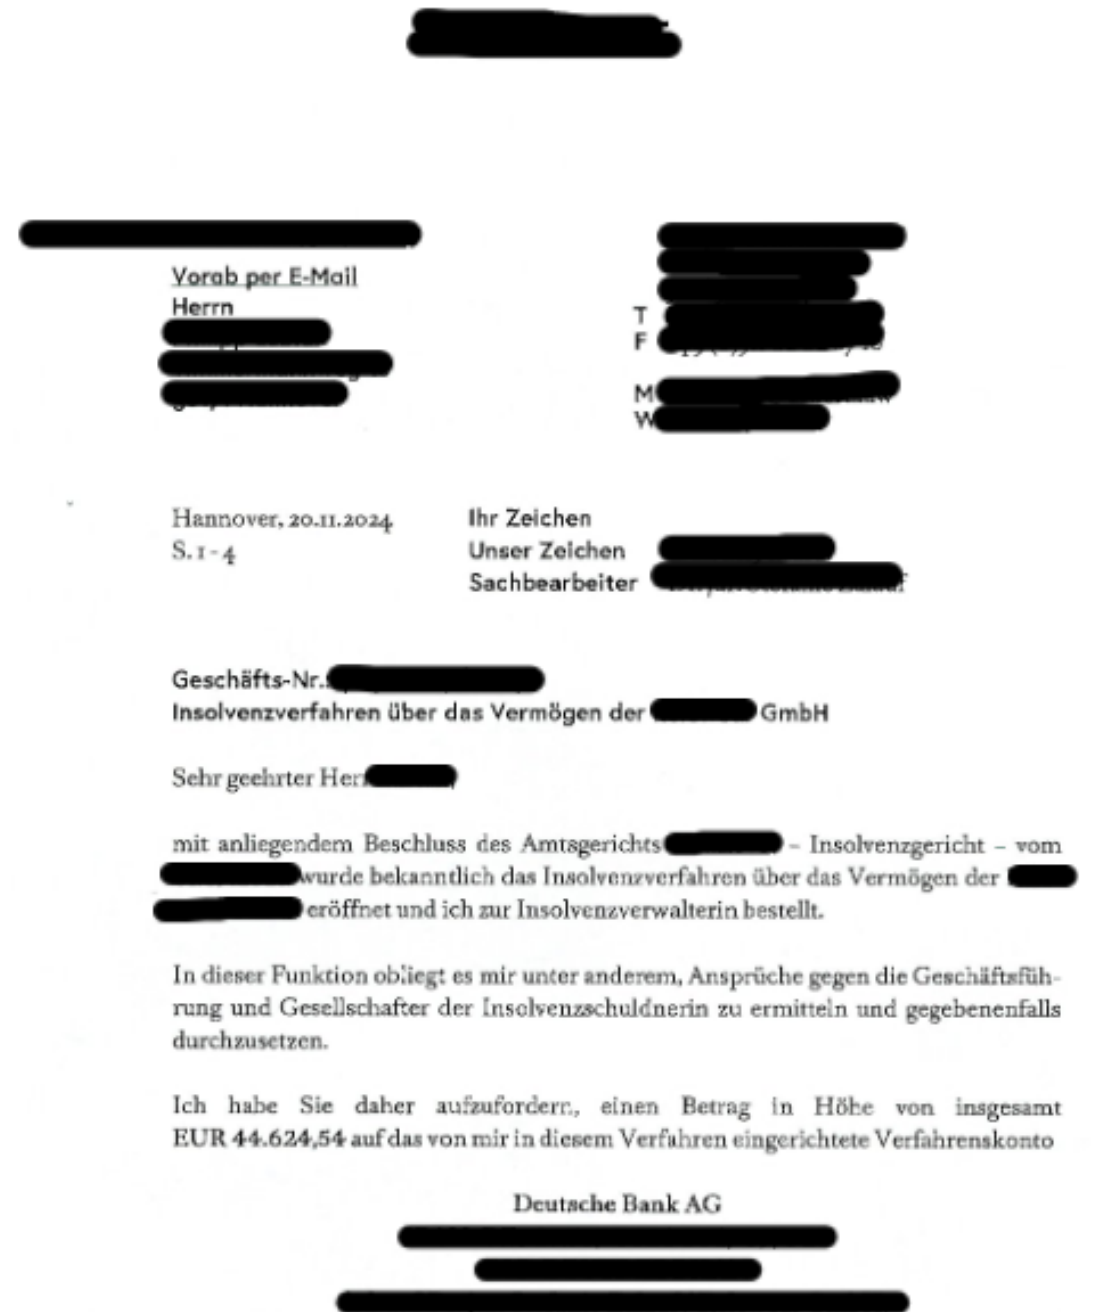 Vorab per E-Mail
Herrn
T
F
M
W
Hannover, 20.11.2024
S. 1 - 4
Ihr Zeichen
Unser Zeichen
Sachbearbeiter
Geschäfts-Nr.
Insolvenzverfahren über das Vermögen der GmbH
Sehr geehrter Herr
mit anliegendem Beschluss des Amtsgerichts – Insolvenzgericht – vom
wurde bekanntlich das Insolvenzverfahren über das Vermögen der
eröffnet und ich zur Insolvenzverwalterin bestellt.
In dieser Funktion obliegt es mir unter anderem, Ansprüche gegen die Geschäftsfüh-
rung und Gesellschafter der Insolvenzschuldnerin zu ermitteln und gegebenenfalls
durchzusetzen.
Ich habe Sie daher aufzufordern, einen Betrag in Höhe von insgesamt
EUR 44.624,54 auf das von mir in diesem Verfahren eingerichtete Verfahrenskonto
Deutsche Bank AG